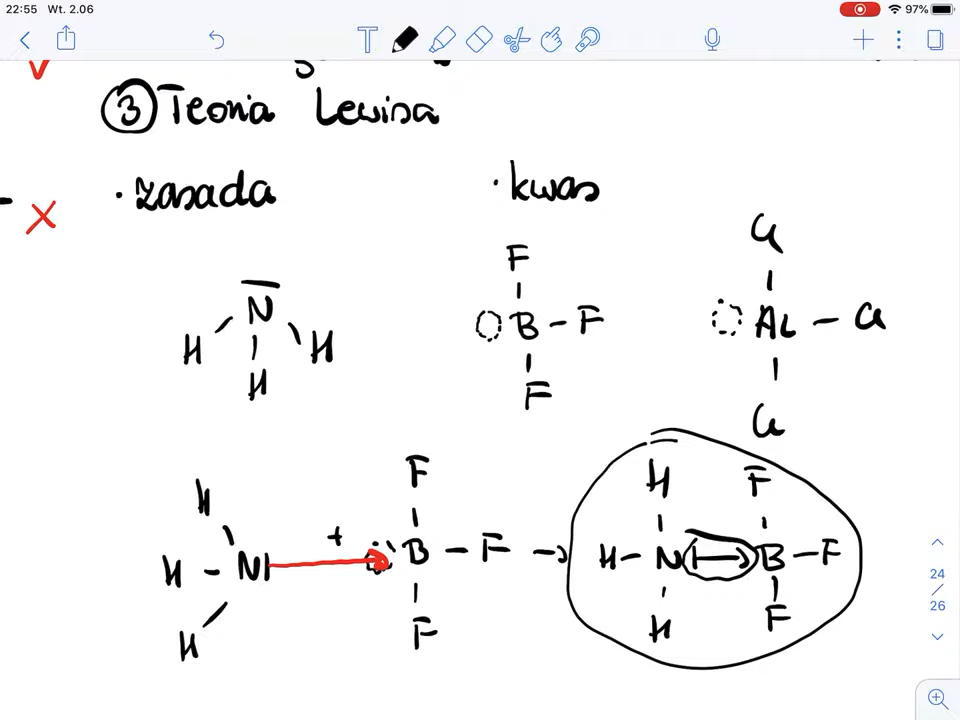 22:55 Wt. 2.06 97%
③ Teoria Lewisa
· zasada · kwas
Cl
F
N B – F Al – Cl
H H
H F
Cl
F H F
H
+
H – N B – F → H – N → B – F
H F H F
24
/
26